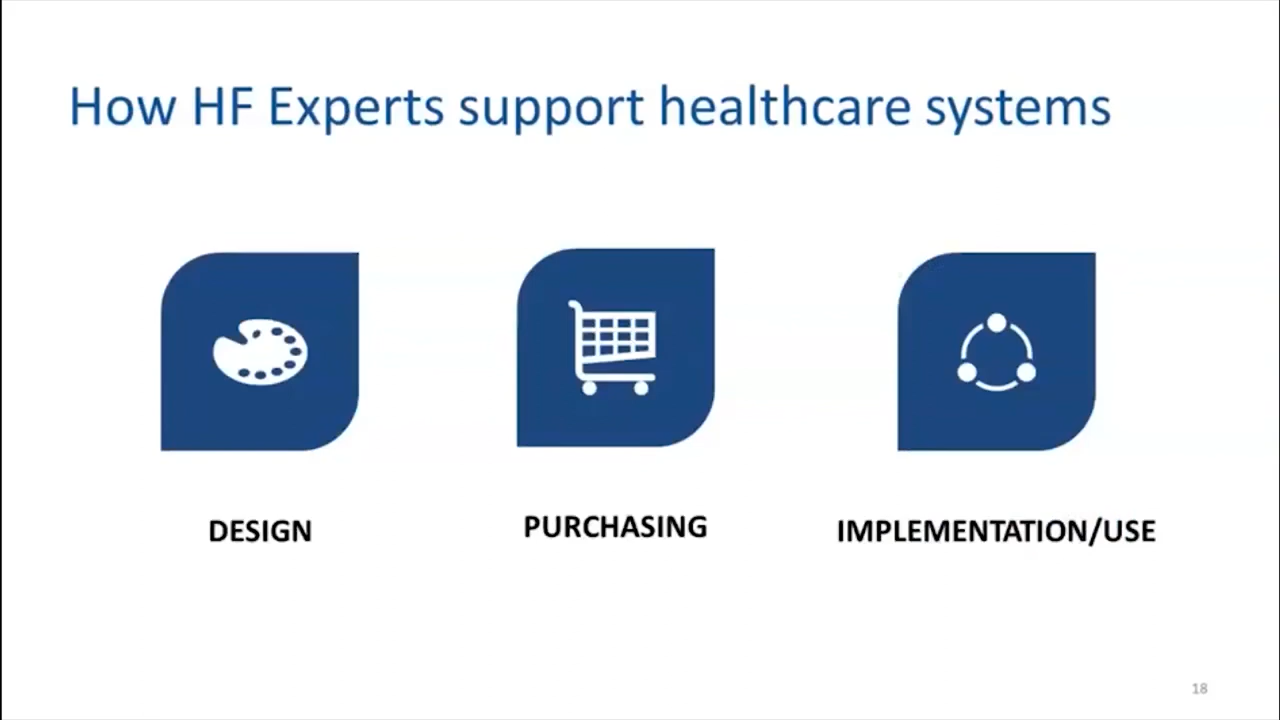 How HF Experts support healthcare systems
DESIGN
PURCHASING
IMPLEMENTATION/USE
18